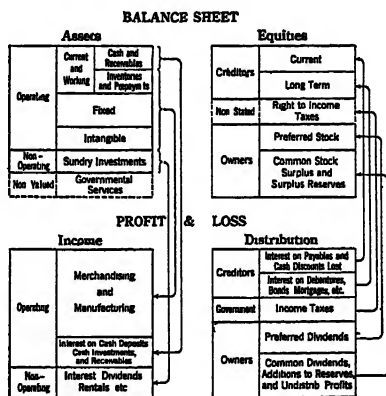 BALANCE SHEET
Assets
Operating
Current
and
Working
Cash and
Receivables
Inventories
and Prepaym ts
Fixed
Intangible
Non -
Operating
Sundry Investments
Non Valued
Governmental
Services
Equities
Creditors
Current
Long Term
Non Stated
Right to Income
Taxes
Owners
Preferred Stock
Common Stock
Surplus and
Surplus Reserves
PROFIT & LOSS
Income
Operating
Merchandising
and
Manufacturing
Interest on Cash Deposits
Cash Investments,
and Receivables
Non-
Operating
Interest Dividends
Rentals etc
Distribution
Creditors
Interest on Payables and
Cash Discounts Lost
Interest on Debentures,
Bonds Mortgages, etc.
Government
Income Taxes
Owners
Preferred Dividends
Common Dividends,
Additions to Reserves,
and Undistrib Profits